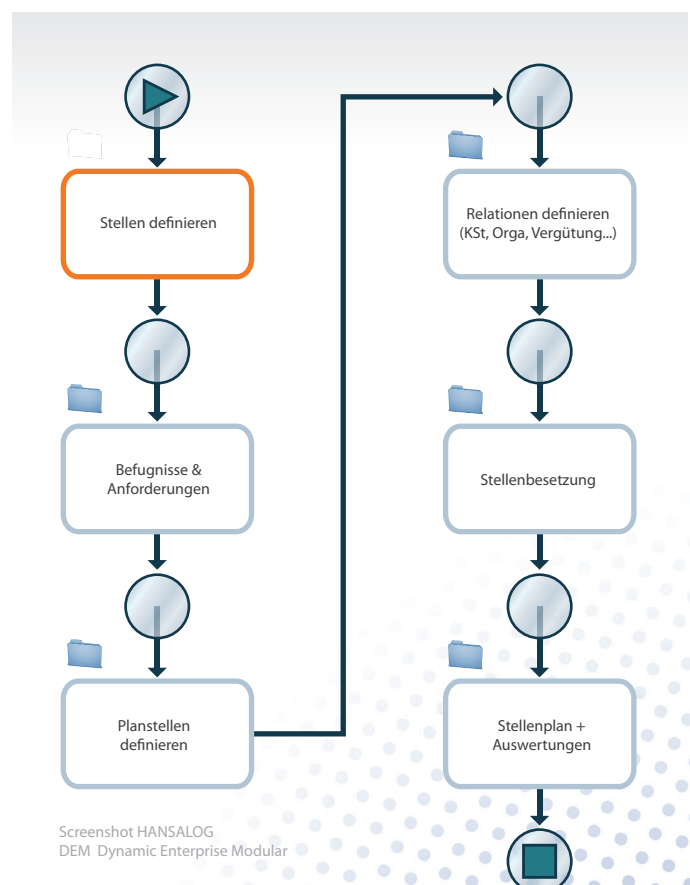 Stellen definieren
Befugnisse &
Anforderungen
Planstellen
definieren
Relationen definieren
(KSt, Orga, Vergütung...)
Stellenbesetzung
Stellenplan +
Auswertungen
Screenshot HANSALOG
DEM  Dynamic Enterprise Modular